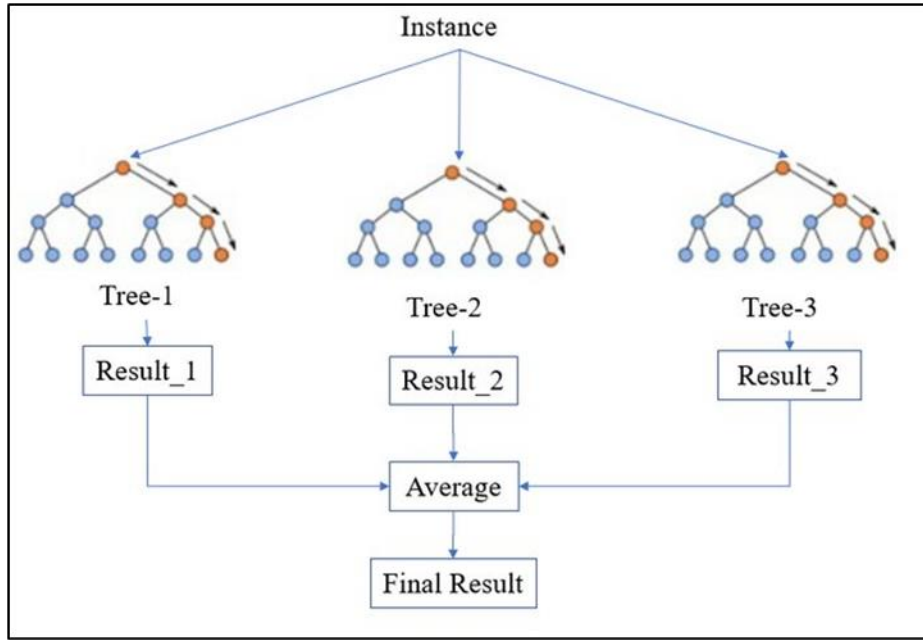 Instance
Tree-1
Tree-2
Tree-3
Result_1
Result_2
Result_3
Average
Final Result